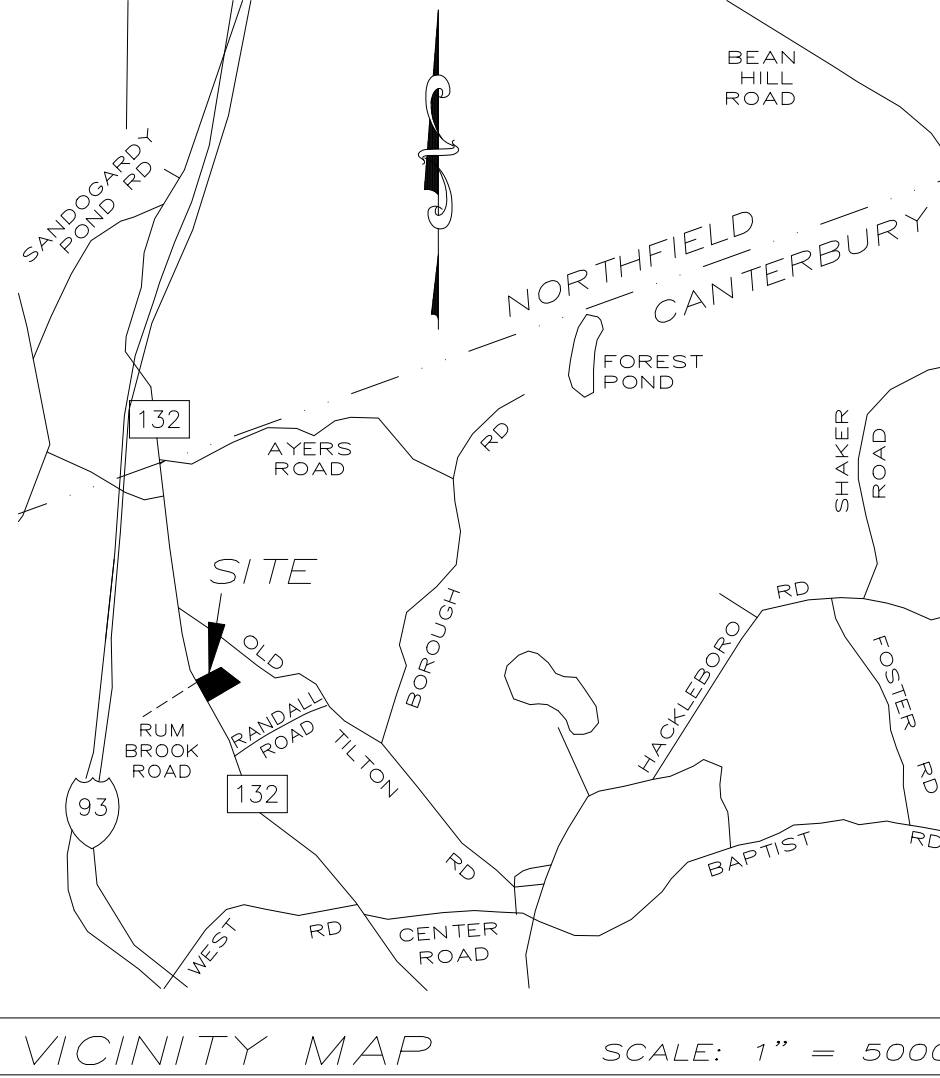 BEAN
HILL
ROAD
SANDOGARDY
POND RD
NORTHFIELD
CANTERBURY
FOREST
POND
132
AYERS
ROAD
RD
SHAKER
ROAD
SITE
OLD
BOROUGH
RD
HACKLEBORO
FOSTER
RD
RANDALL
ROAD
RUM
BROOK
ROAD
TILTON
132
93
RD
BAPTIST
RD
WEST
RD
CENTER
ROAD
VICINITY MAP
SCALE: 1" = 5000